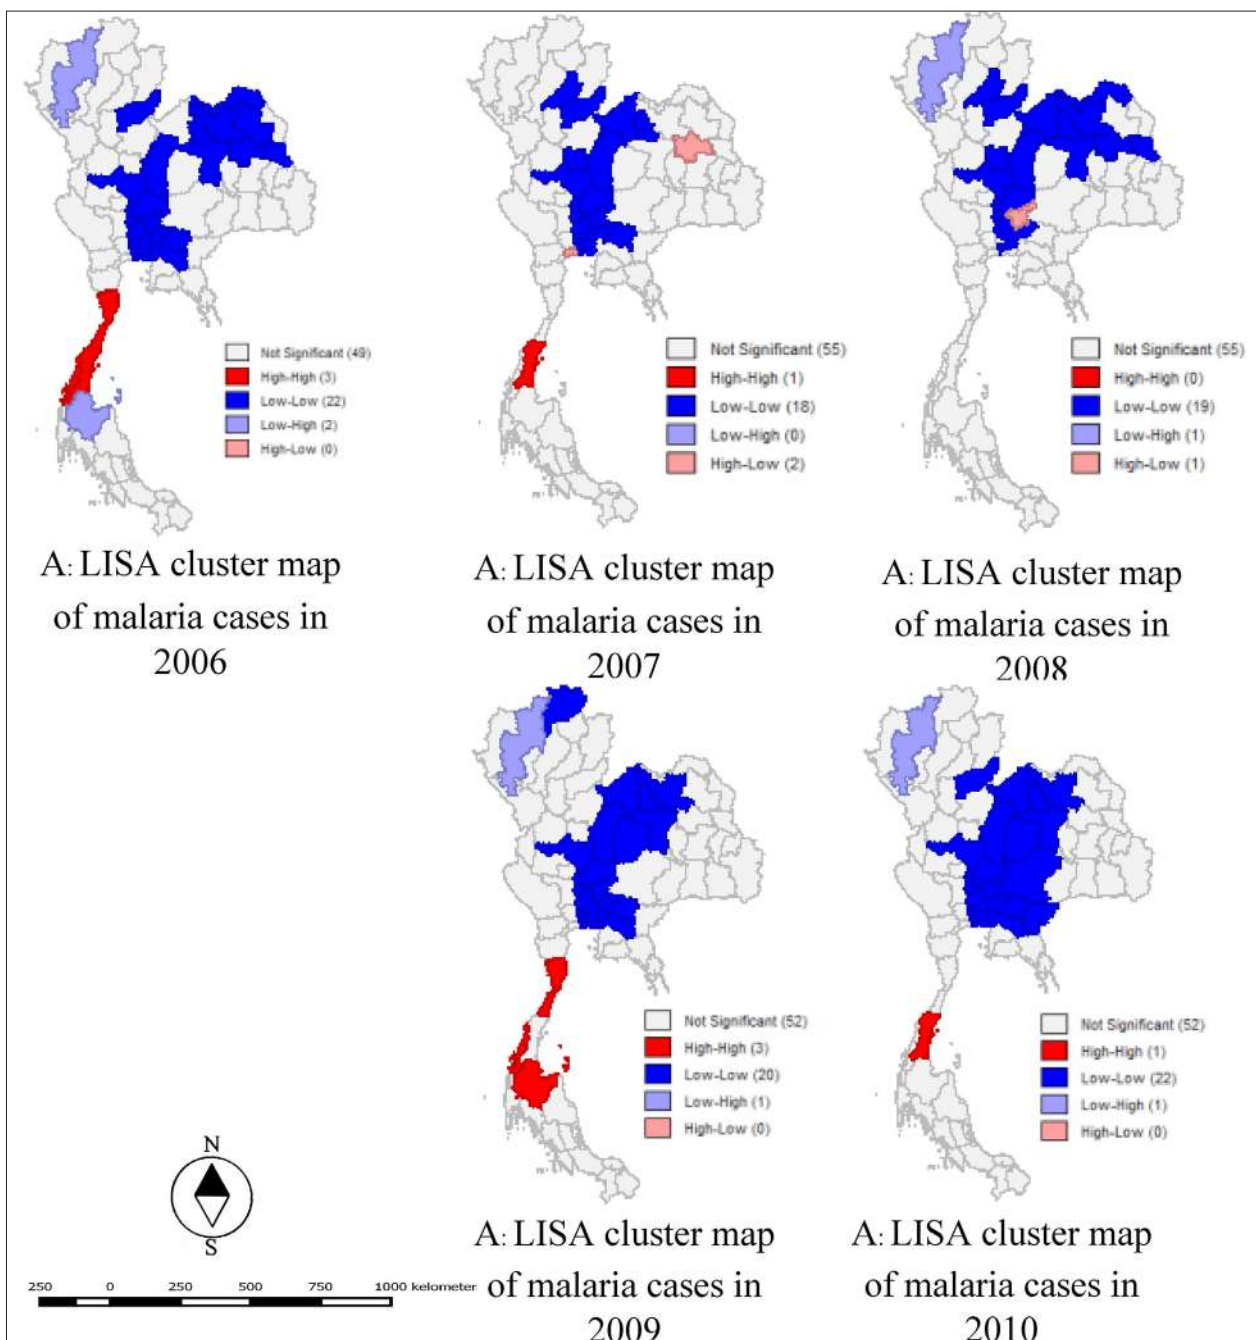 Not Significant (49)
High-High (3)
Low-Low (22)
Low-High (2)
High-Low (0)
A: LISA cluster map
of malaria cases in
2006
Not Significant (55)
High-High (1)
Low-Low (18)
Low-High (0)
High-Low (2)
A: LISA cluster map
of malaria cases in
2007
Not Significant (55)
High-High (0)
Low-Low (19)
Low-High (1)
High-Low (1)
A: LISA cluster map
of malaria cases in
2008
Not Significant (52)
High-High (3)
Low-Low (20)
Low-High (1)
High-Low (0)
A: LISA cluster map
of malaria cases in
2009
Not Significant (52)
High-High (1)
Low-Low (22)
Low-High (1)
High-Low (0)
A: LISA cluster map
of malaria cases in
2010
N
S
250 0 250 500 750 1000 kelometer